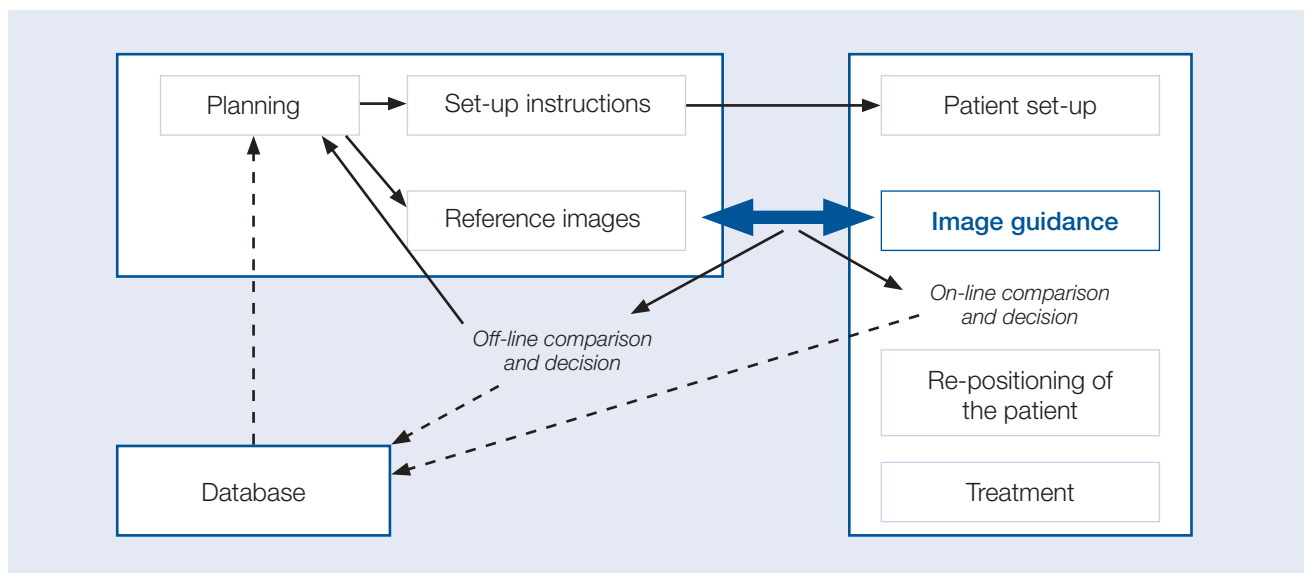 Planning
Set-up instructions
Patient set-up
Reference images
Image guidance
On-line comparison
and decision
Off-line comparison
and decision
Re-positioning of
the patient
Database
Treatment